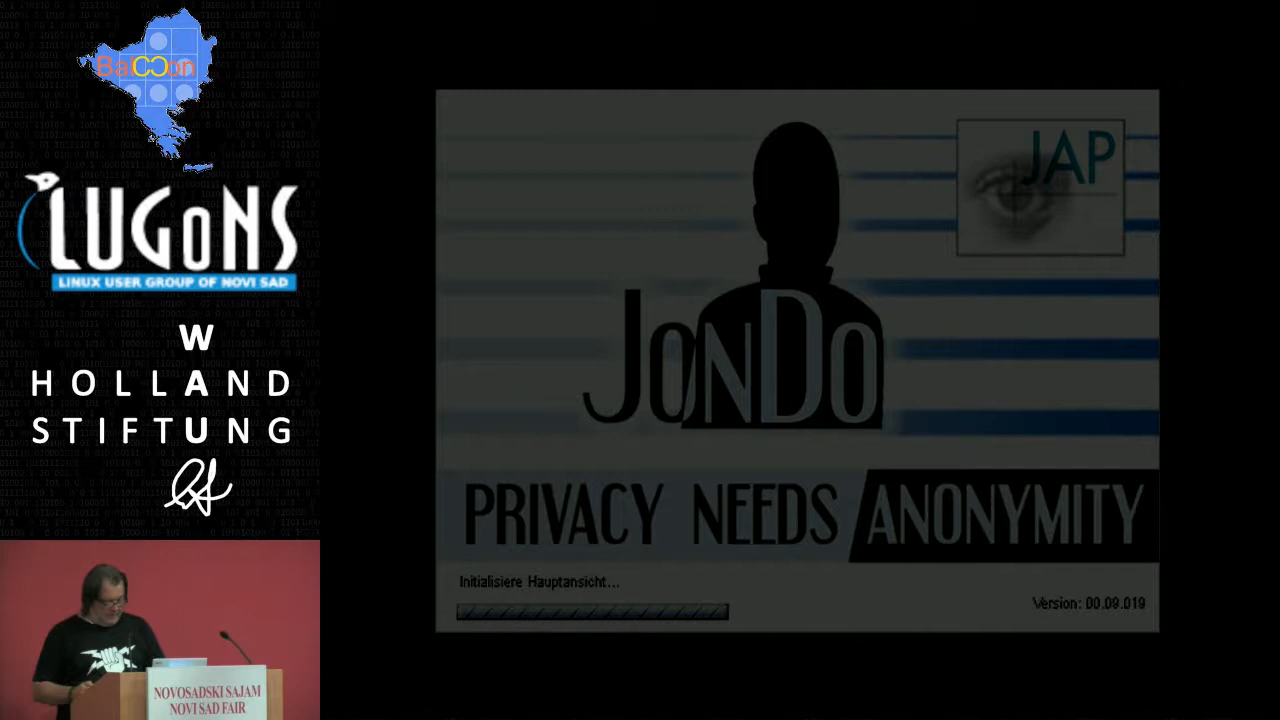 BalCCon
LUGoNS
LINUX USER GROUP OF NOVI SAD
W
HOLLAND
STIFTUNG
NOVOSADSKI SAJAM
NOVI SAD FAIR
JAP
JonDo
PRIVACY NEEDS ANONYMITY
Initialisiere Hauptansicht...
Version: 00.09.019